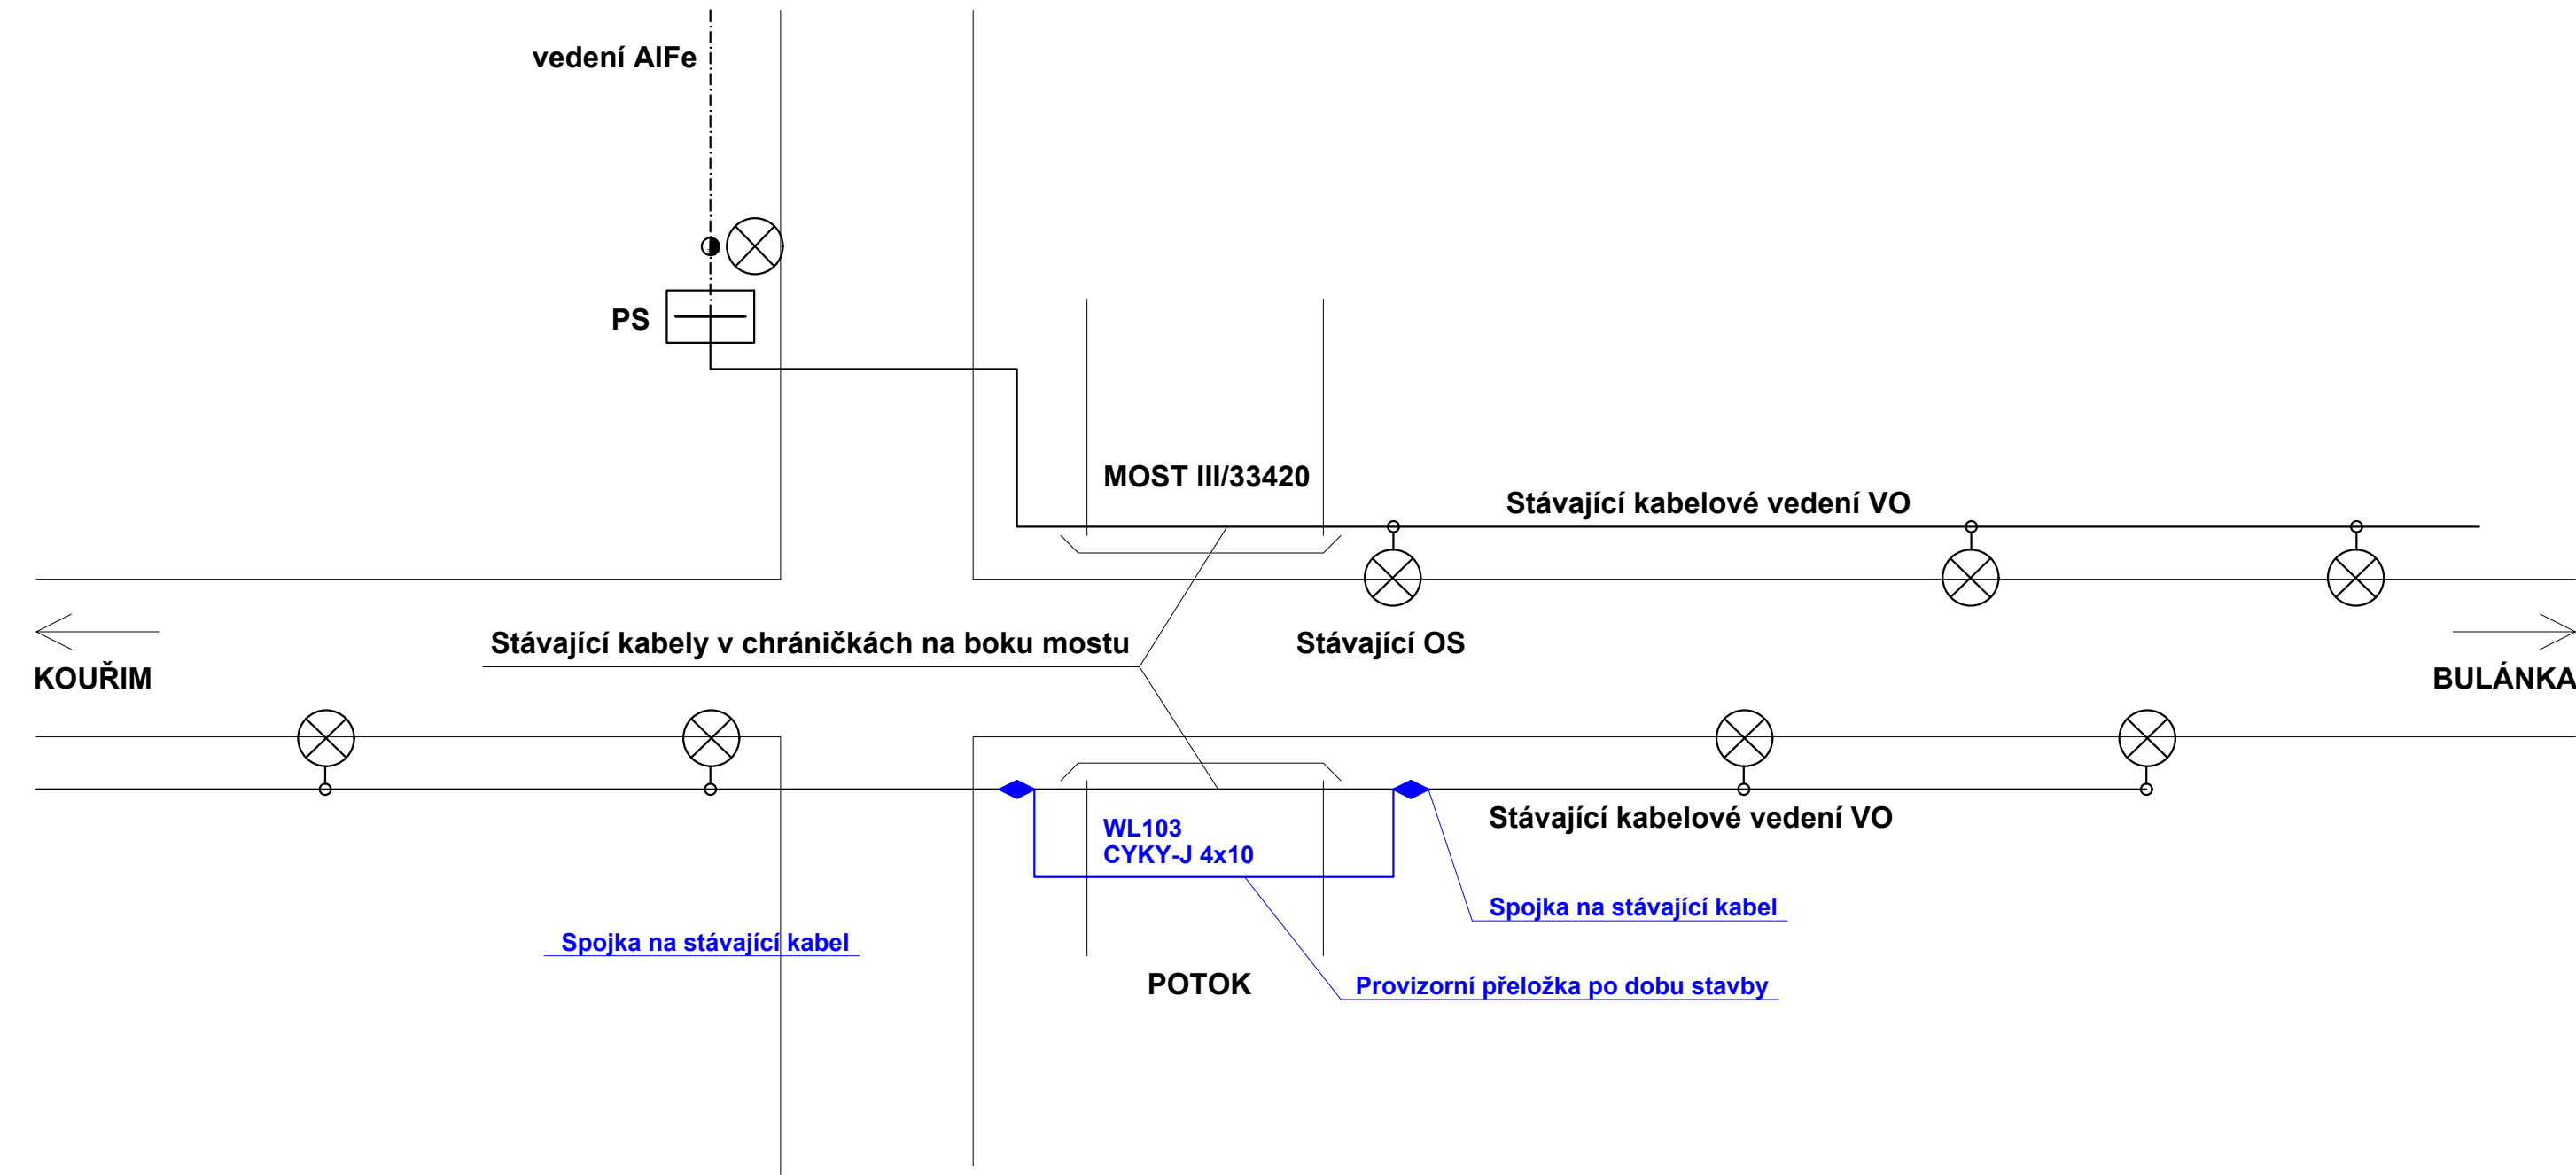 vedení AlFe
PS
MOST III/33420
Stávající kabelové vedení VO
Stávající kabely v chráničkách na boku mostu
Stávající OS
KOUŘIM
BULÁNKA
WL103
CYKY-J 4x10
Stávající kabelové vedení VO
Spojka na stávající kabel
Spojka na stávající kabel
POTOK
Provizorní přeložka po dobu stavby